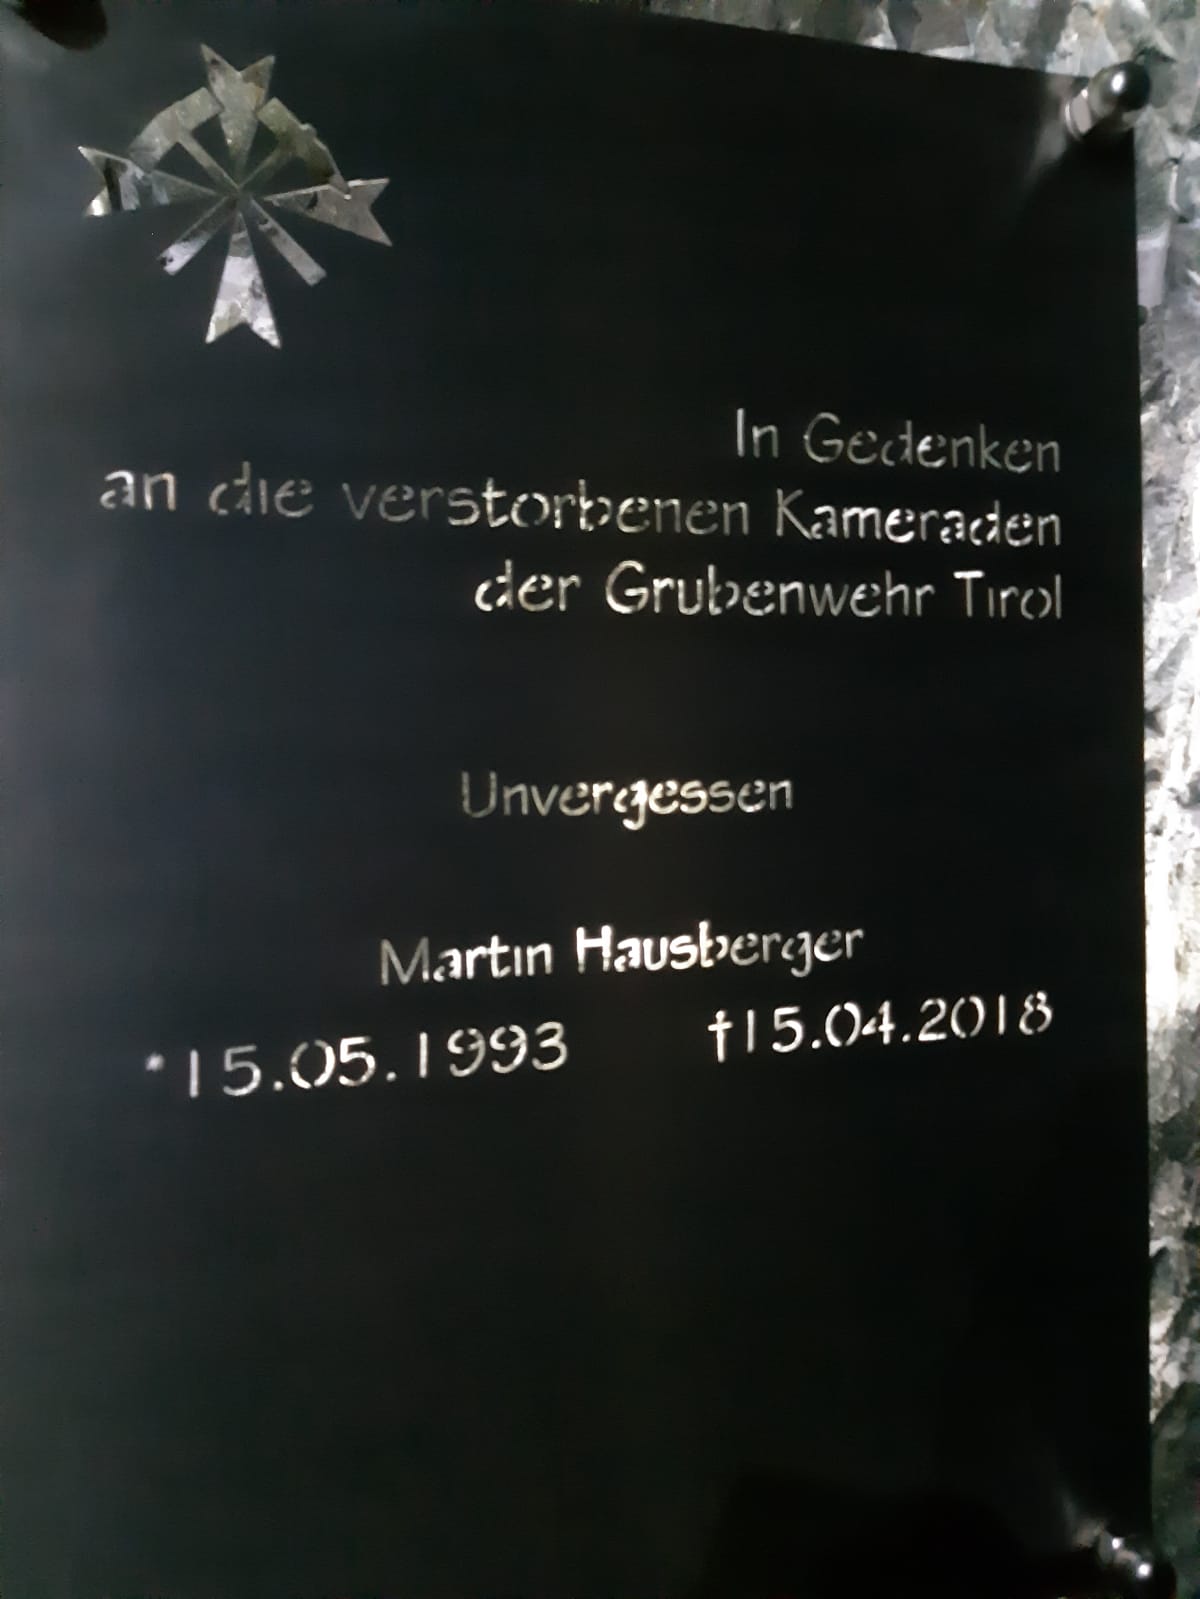 In Gedenken
an die verstorbenen Kameraden
der Grubenwehr Tirol
Unvergessen
Martin Hausberger
*15.05.1993 †15.04.2018